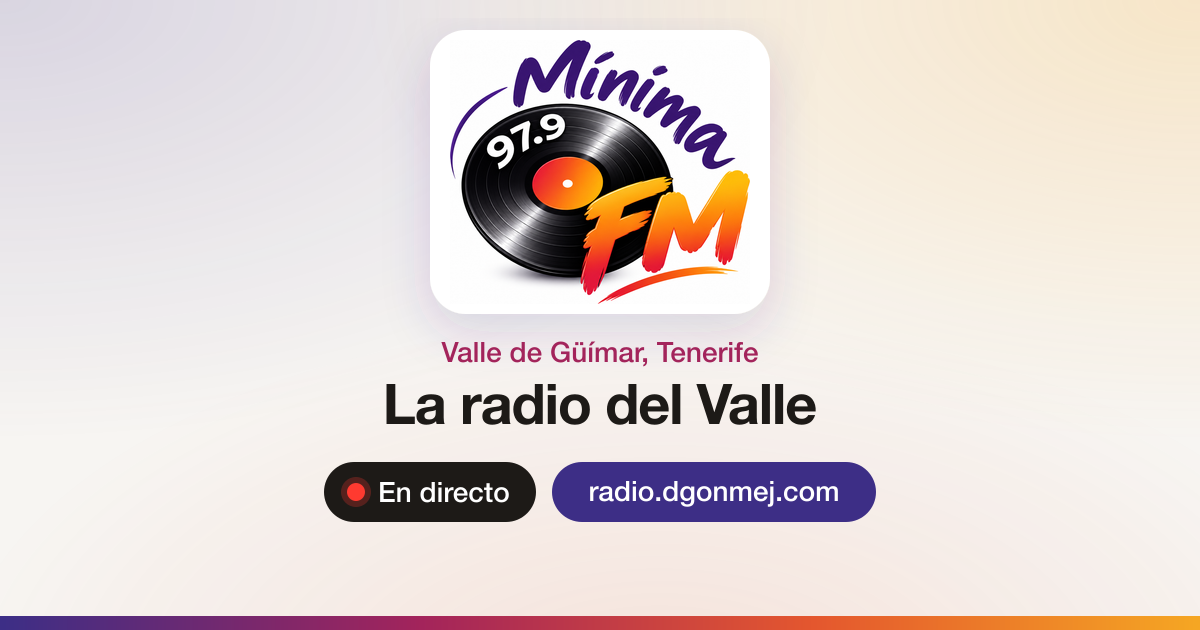 Mínima
97.9
FM
Valle de Güímar, Tenerife
La radio del Valle
En directo
radio.dgonmej.com